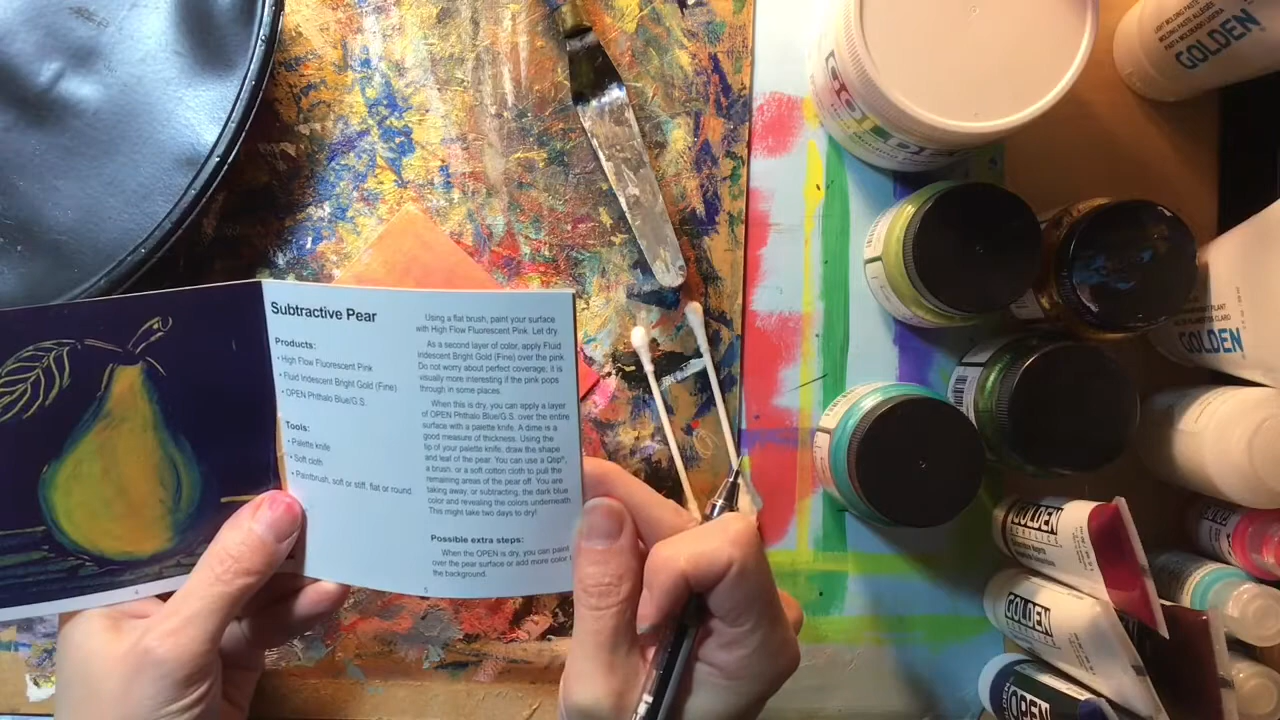 Subtractive Pear
Products:
• High Flow Fluorescent Pink
• Fluid Iridescent Bright Gold (Fine)
• OPEN Phthalo Blue/G.S.
Tools:
• Palette knife
• Soft cloth
• Paintbrush, soft or stiff, flat or round.
Using a flat brush, paint your surface
with High Flow Fluorescent Pink. Let dry.
As a second layer of color, apply Fluid
Iridescent Bright Gold (Fine) over the pink.
Do not worry about perfect coverage; it is
visually more interesting if the pink pops
through in some places.
When this is dry, you can apply a layer
of OPEN Phthalo Blue/G.S. over the entire
surface with a palette knife. A dime is a
good measure of thickness. Using the
tip of your palette knife, draw the shape
and leaf of the pear. You can use a Qtip®,
a brush, or a soft cotton cloth to pull the
remaining areas of the pear off. You are
taking away, or subtracting, the dark blue
color and revealing the colors underneath.
This might take two days to dry!
Possible extra steps:
When the OPEN is dry, you can paint
over the pear surface or add more color
the background.
4
5
GOLDEN
LIGHT MOLDING PASTE
GOLDEN
GOLDEN
GOLDEN
ACRYLICS
GOLDEN
OPEN